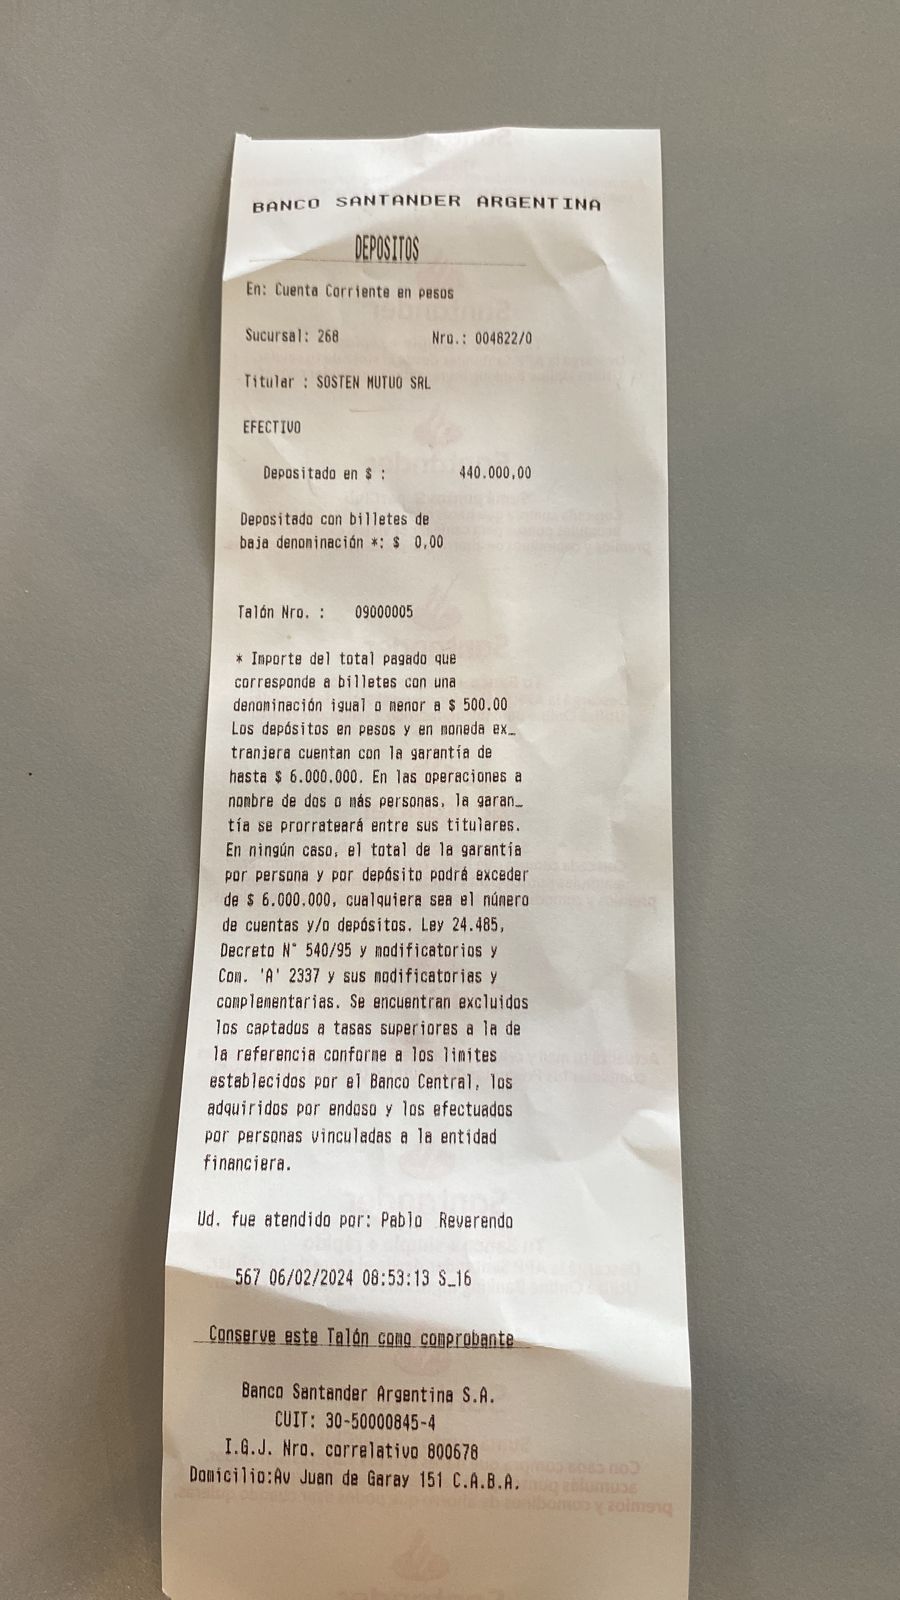 BANCO SANTANDER ARGENTINA
DEPOSITOS
En: Cuenta Corriente en pesos
Sucursal: 268 Nro.: 004822/0
Titular : SOSTEN MUTUO SRL
EFECTIVO
Depositado en $ : 440.000,00
Depositado con billetes de
baja denominación *: $ 0,00
Talón Nro. : 09000005
* Importe del total pagado que
corresponde a billetes con una
denominación igual o menor a $ 500.00
Los depósitos en pesos y en moneda ex_
tranjera cuentan con la garantía de
hasta $ 6.000.000. En las operaciones a
nombre de dos o más personas, la garan_
tía se prorrateará entre sus titulares.
En ningún caso, el total de la garantia
por persona y por depósito podrá exceder
de $ 6.000.000, cualquiera sea el número
de cuentas y/o depósitos. Ley 24.485,
Decreto N° 540/95 y modificatorios y
Com. 'A' 2337 y sus modificatorias y
complementarias. Se encuentran excluidos
los captados a tasas superiores a la de
la referencia conforme a los limites
establecidos por el Banco Central, los
adquiridos por endoso y los efectuados
por personas vinculadas a la entidad
financiera.
Ud. fue atendido por: Pablo Reverendo
567 06/02/2024 08:53:13 S_16
Conserve este Talón como comprobante
Banco Santander Argentina S.A.
CUIT: 30-50000845-4
I.G.J. Nro. correlativo 800678
Domicilio:Av Juan de Garay 151 C.A.B.A.